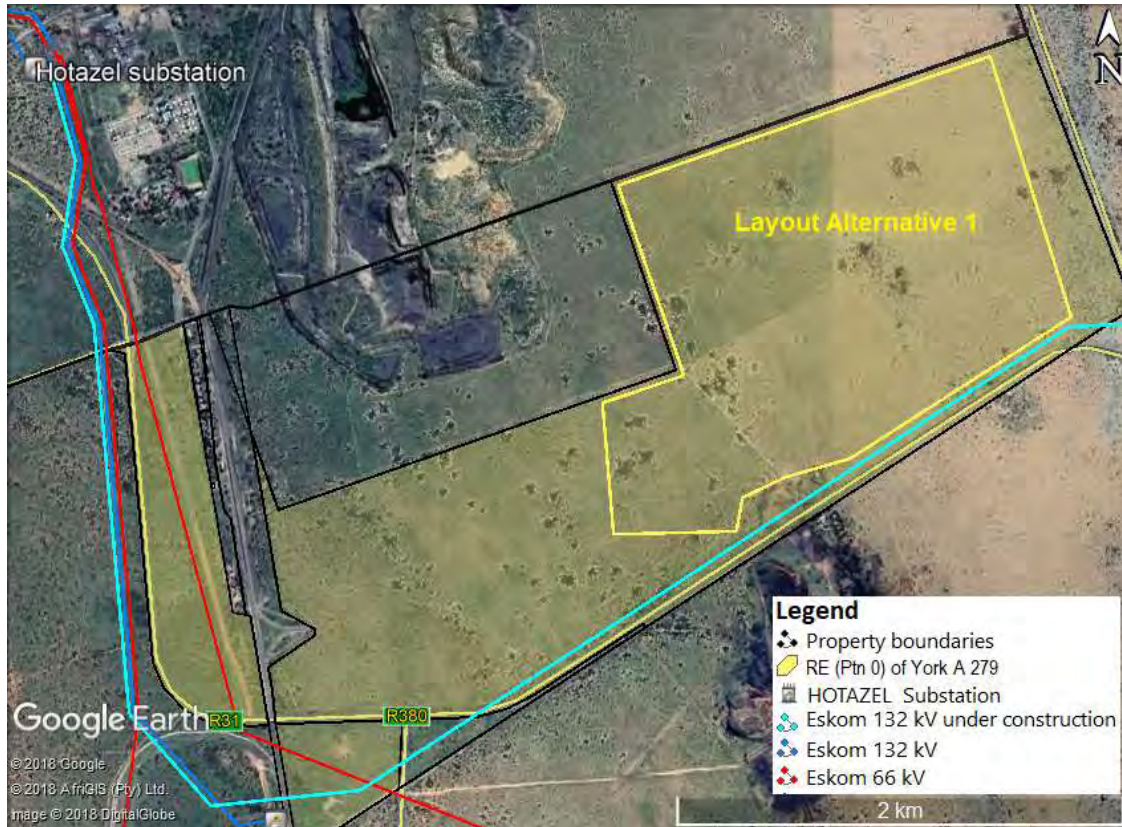 Hotazel substation
N
Layout Alternative 1
Legend
Property boundaries
RE (Ptn 0) of York A 279
HOTAZEL Substation
Eskom 132 kV under construction
Eskom 132 kV
Eskom 66 kV
Google Earth
R31
R380
© 2018 Google
© 2018 AfriGIS (Pty) Ltd.
Image © 2018 DigitalGlobe
2 km